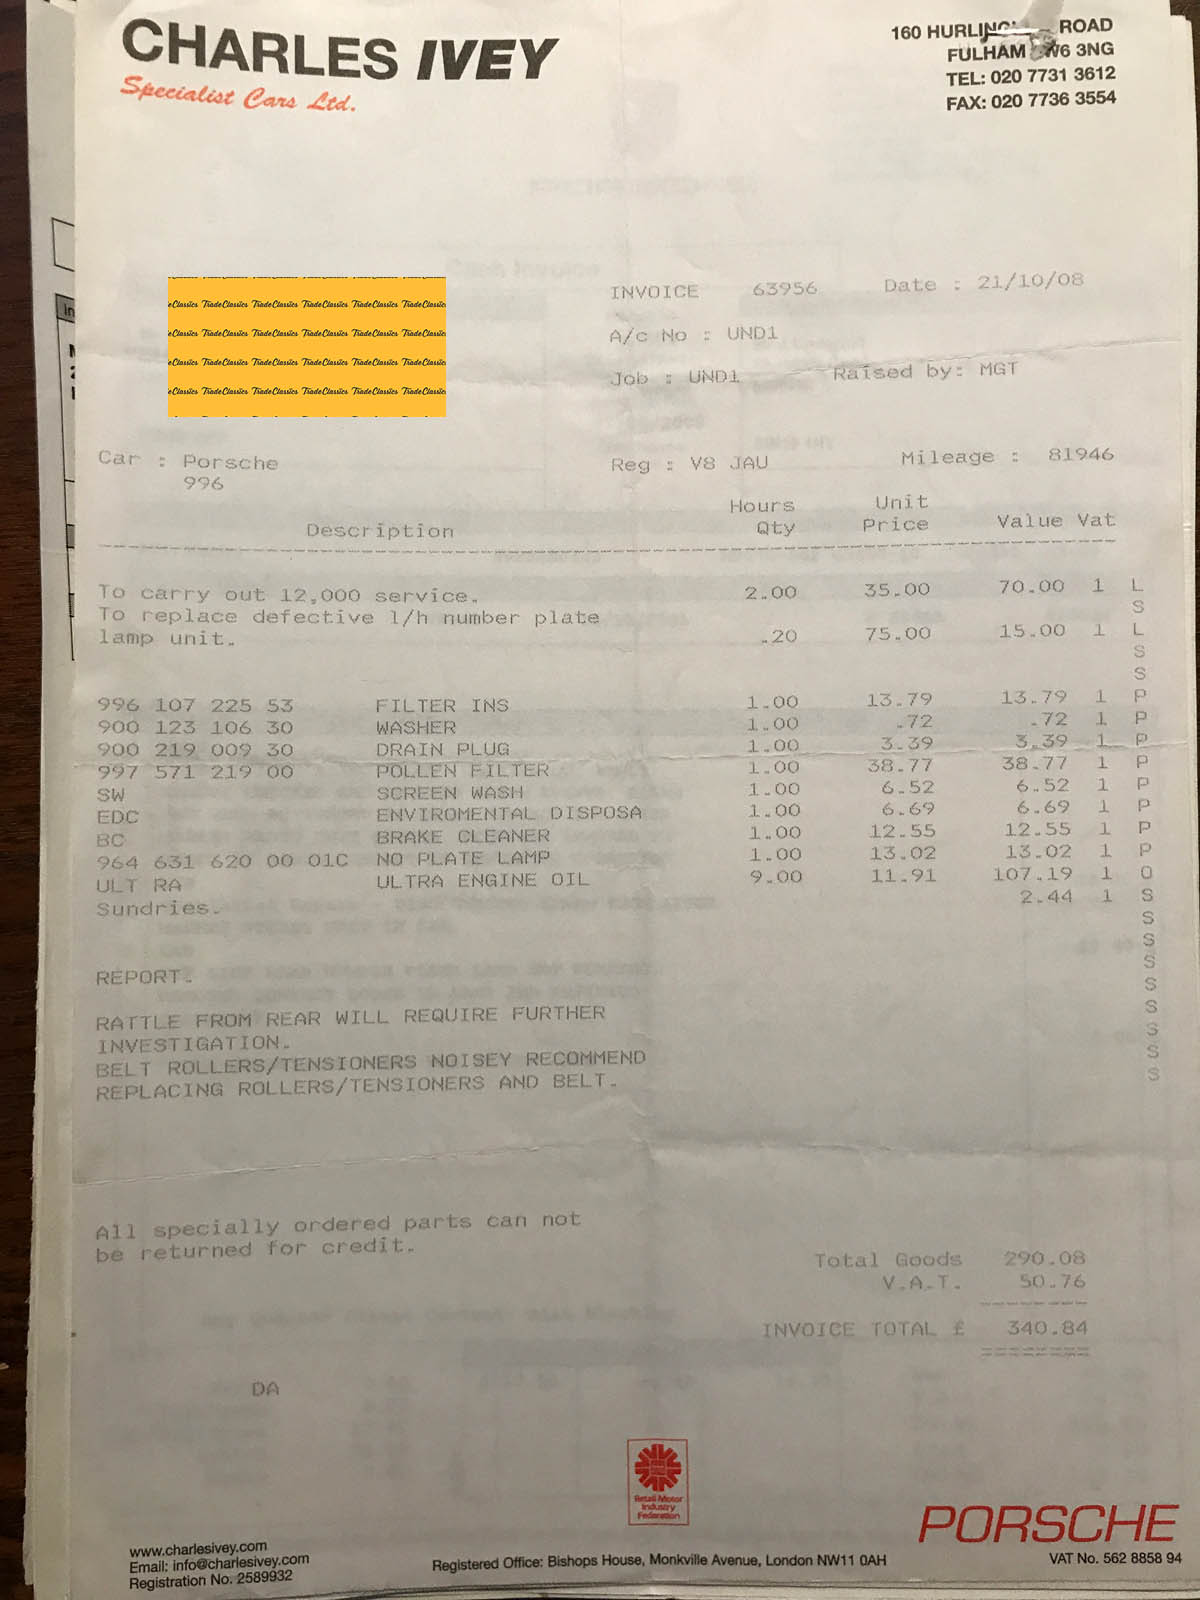 CHARLES IVEY
Specialist Cars Ltd.
160 HURLINGH ROAD
FULHAM W6 3NG
TEL: 020 7731 3612
FAX: 020 7736 3554
Trade Classics
INVOICE 63956 Date : 21/10/08
A/c No : UND1
Job : UND1 Raised by: MGT
Car : Porsche Reg : V8 JAU Mileage : 81946
996
Hours Unit
Description Qty Price Value Vat
To carry out 12,000 service. 2.00 35.00 70.00 1 L
To replace defective l/h number plate S
lamp unit. .20 75.00 15.00 1 L
S
S
996 107 225 53 FILTER INS 1.00 13.79 13.79 1 P
900 123 106 30 WASHER 1.00 .72 .72 1 P
900 219 009 30 DRAIN PLUG 1.00 3.39 3.39 1 P
997 571 219 00 POLLEN FILTER 1.00 38.77 38.77 1 P
SW SCREEN WASH 1.00 6.52 6.52 1 P
EDC ENVIROMENTAL DISPOSA 1.00 6.69 6.69 1 P
BC BRAKE CLEANER 1.00 12.55 12.55 1 P
964 631 620 00 01C NO PLATE LAMP 1.00 13.02 13.02 1 P
ULT RA ULTRA ENGINE OIL 9.00 11.91 107.19 1 O
Sundries. 2.44 1 S
S
S
S
REPORT. S
S
RATTLE FROM REAR WILL REQUIRE FURTHER S
INVESTIGATION. S
BELT ROLLERS/TENSIONERS NOISEY RECOMMEND S
REPLACING ROLLERS/TENSIONERS AND BELT.
All specially ordered parts can not
be returned for credit.
Total Goods 290.08
V.A.T. 50.76
INVOICE TOTAL £ 340.84
DA
Retail Motor
Industry
Federation
PORSCHE
www.charlesivey.com
Email: info@charlesivey.com
Registration No. 2589932
Registered Office: Bishops House, Monkville Avenue, London NW11 0AH
VAT No. 562 8858 94